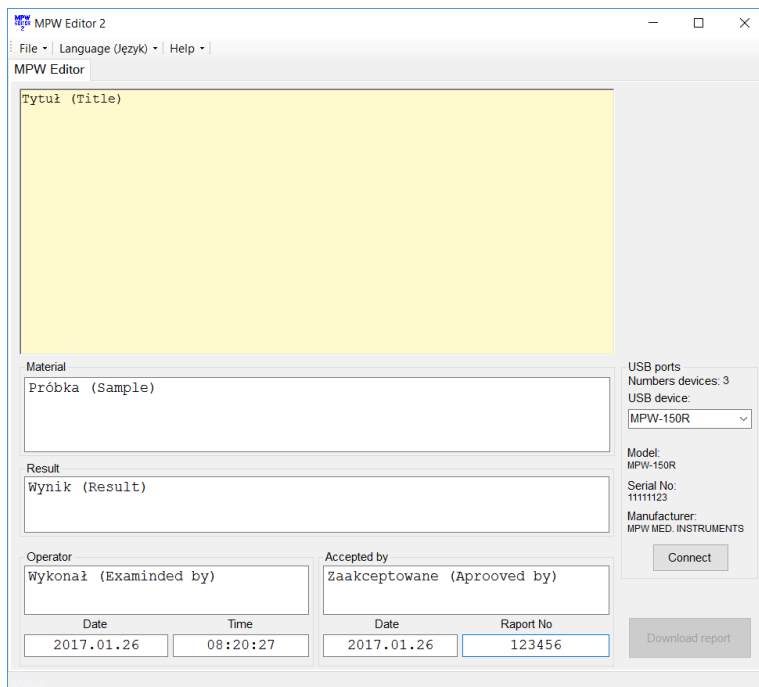 MPW EDITOR 2 MPW Editor 2
File Language (Język) Help
MPW Editor
Tytuł (Title)
Material
Próbka (Sample)
Result
Wynik (Result)
Operator
Wykonał (Examinded by)
Date Time
2017.01.26 08:20:27
Accepted by
Zaakceptowane (Aprooved by)
Date Raport No
2017.01.26 123456
USB ports
Numbers devices: 3
USB device:
MPW-150R
Model:
MPW-150R
Serial No:
11111123
Manufacturer:
MPW MED. INSTRUMENTS
Connect
Download report